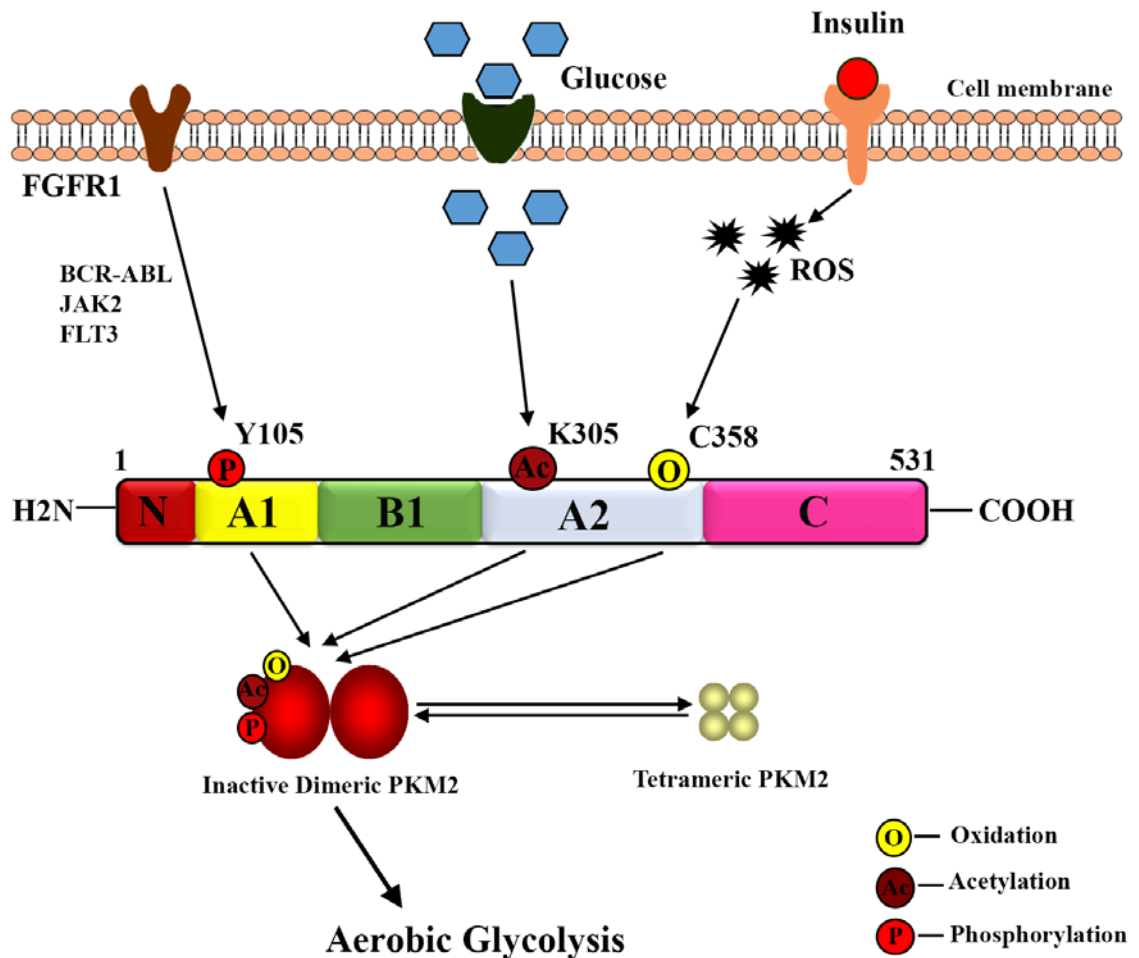 Insulin
Glucose
Cell membrane
FGFR1
ROS
BCR-ABL
JAK2
FLT3
Y105
K305
C358
1
531
P
Ac
O
H2N
N
A1
B1
A2
C
COOH
O
Ac
P
Inactive Dimeric PKM2
Tetrameric PKM2
O Oxidation
Ac Acetylation
P Phosphorylation
Aerobic Glycolysis